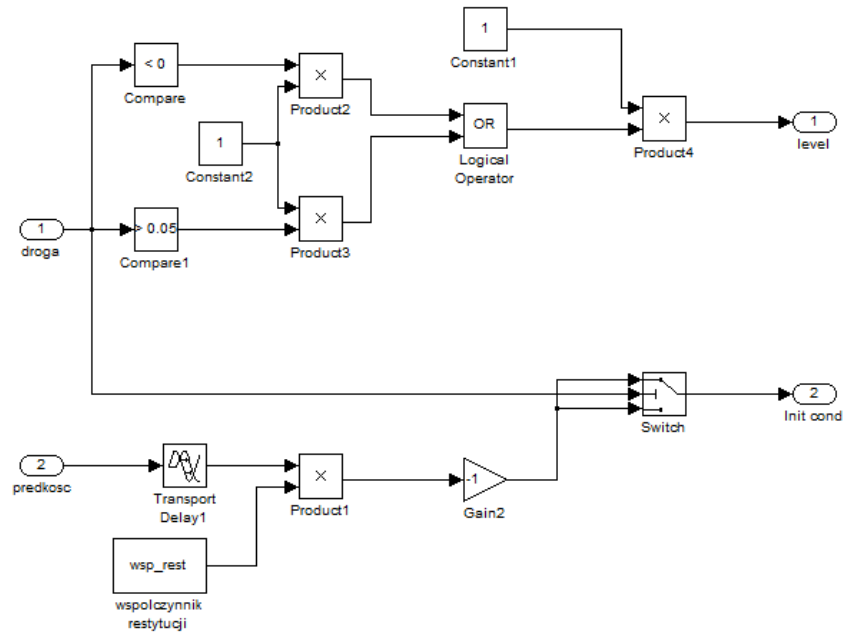 1
Constant1
< 0
Compare
×
Product2
1
Constant2
OR
Logical
Operator
×
Product4
1
level
1
droga
> 0.05
Compare1
×
Product3
Switch
2
Init cond
2
predkosc
Transport
Delay1
×
Product1
-1
Gain2
wsp_rest
wspolczynnik
restytucji